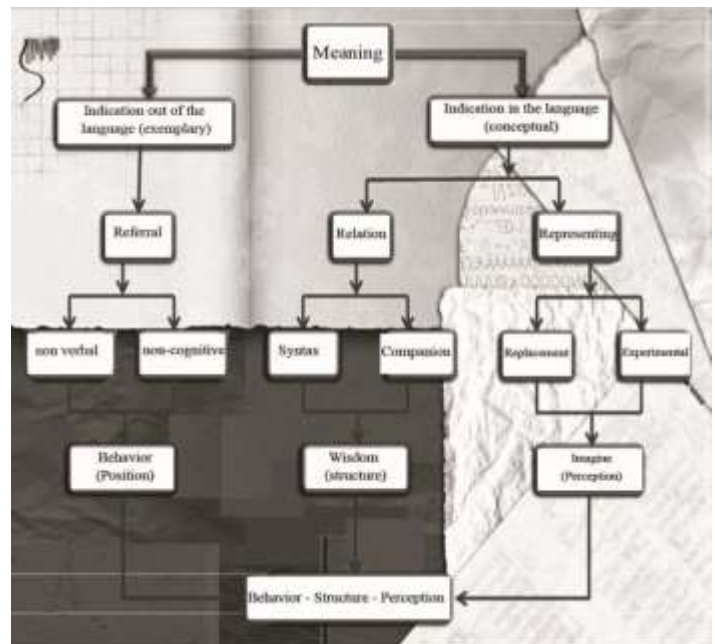 Meaning
Indication out of the
language (exemplary)
Indication in the language
(conceptual)
Referral
Relation
Representing
non verbal
non-cognitive
Syntax
Companion
Replacement
Experimental
Behavior
(Position)
Wisdom
(structure)
Imagine
(Perception)
Behavior - Structure - Perception